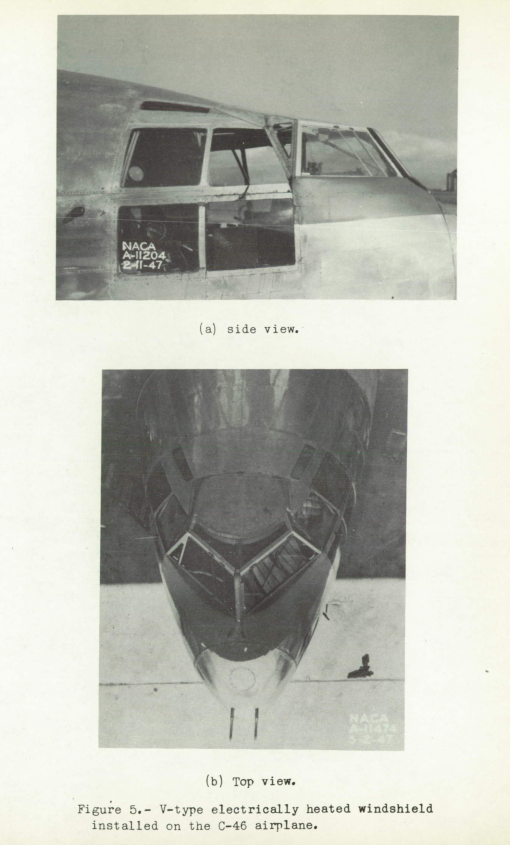 NACA
A-11204
2-11-47
(a) side view.
NACA
A-11474
5-2-47
(b) Top view.
Figure 5.- V-type electrically heated windshield
installed on the C-46 airplane.